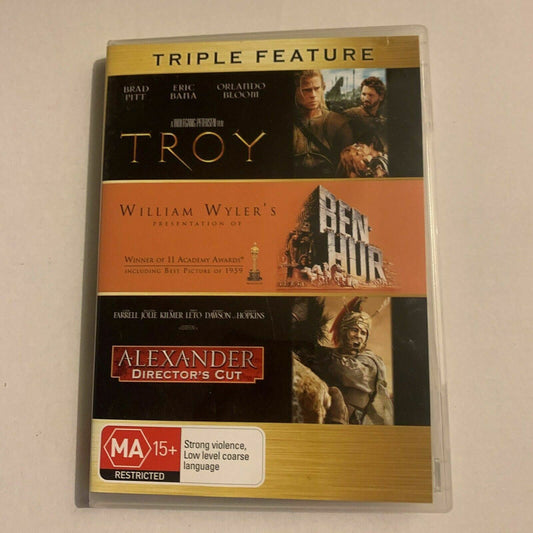 TRIPLE FEATURE
BRAD ERIC ORLANDO
PITT BANA BLOOM
A WOLFGANG PETERSEN FILM
TROY
WILLIAM WYLER'S
PRESENTATION OF
BEN
HUR
WINNER OF 11 ACADEMY AWARDS®
INCLUDING BEST PICTURE OF 1959
FARRELL JOLIE KILMER LETO DAWSON HOPKINS
ALEXANDER
DIRECTOR'S CUT
MA 15+
RESTRICTED
Strong violence,
Low level coarse
language